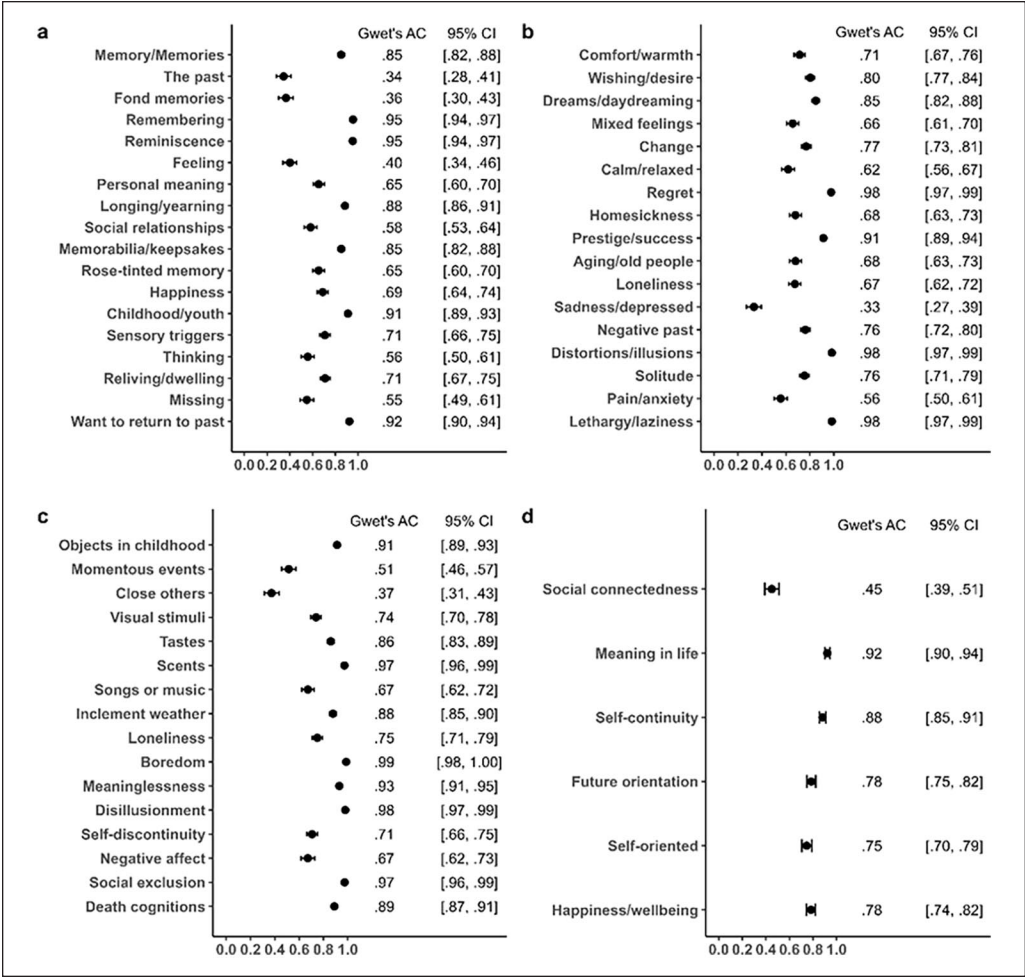 a Gwet's AC 95% CI
Memory/Memories .85 [.82, .88]
The past .34 [.28, .41]
Fond memories .36 [.30, .43]
Remembering .95 [.94, .97]
Reminiscence .95 [.94, .97]
Feeling .40 [.34, .46]
Personal meaning .65 [.60, .70]
Longing/yearning .88 [.86, .91]
Social relationships .58 [.53, .64]
Memorabilia/keepsakes .85 [.82, .88]
Rose-tinted memory .65 [.60, .70]
Happiness .69 [.64, .74]
Childhood/youth .91 [.89, .93]
Sensory triggers .71 [.66, .75]
Thinking .56 [.50, .61]
Reliving/dwelling .71 [.67, .75]
Missing .55 [.49, .61]
Want to return to past .92 [.90, .94]
0.0 0.2 0.4 0.6 0.8 1.0
b Gwet's AC 95% CI
Comfort/warmth .71 [.67, .76]
Wishing/desire .80 [.77, .84]
Dreams/daydreaming .85 [.82, .88]
Mixed feelings .66 [.61, .70]
Change .77 [.73, .81]
Calm/relaxed .62 [.56, .67]
Regret .98 [.97, .99]
Homesickness .68 [.63, .73]
Prestige/success .91 [.89, .94]
Aging/old people .68 [.63, .73]
Loneliness .67 [.62, .72]
Sadness/depressed .33 [.27, .39]
Negative past .76 [.72, .80]
Distortions/illusions .98 [.97, .99]
Solitude .76 [.71, .79]
Pain/anxiety .56 [.50, .61]
Lethargy/laziness .98 [.97, .99]
0.0 0.2 0.4 0.6 0.8 1.0
c Gwet's AC 95% CI
Objects in childhood .91 [.89, .93]
Momentous events .51 [.46, .57]
Close others .37 [.31, .43]
Visual stimuli .74 [.70, .78]
Tastes .86 [.83, .89]
Scents .97 [.96, .99]
Songs or music .67 [.62, .72]
Inclement weather .88 [.85, .90]
Loneliness .75 [.71, .79]
Boredom .99 [.98, 1.00]
Meaninglessness .93 [.91, .95]
Disillusionment .98 [.97, .99]
Self-discontinuity .71 [.66, .75]
Negative affect .67 [.62, .73]
Social exclusion .97 [.96, .99]
Death cognitions .89 [.87, .91]
0.0 0.2 0.4 0.6 0.8 1.0
d Gwet's AC 95% CI
Social connectedness .45 [.39, .51]
Meaning in life .92 [.90, .94]
Self-continuity .88 [.85, .91]
Future orientation .78 [.75, .82]
Self-oriented .75 [.70, .79]
Happiness/wellbeing .78 [.74, .82]
0.0 0.2 0.4 0.6 0.8 1.0